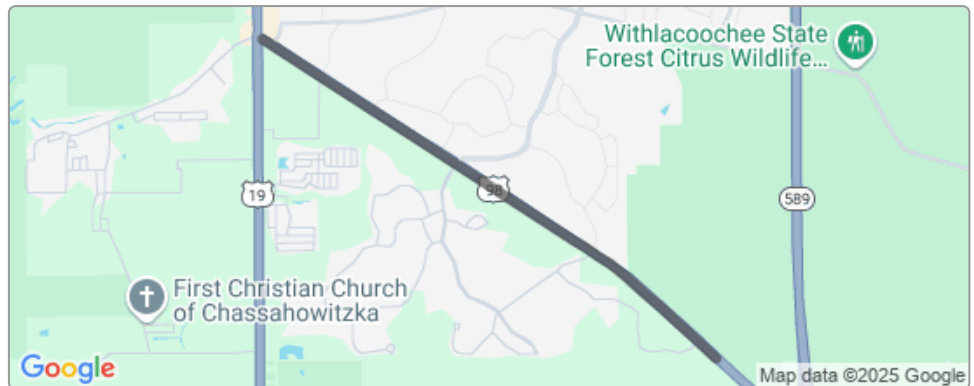 Withlacoochee State
Forest Citrus Wildlife...
98
19
589
First Christian Church
of Chassahowitzka
Google
Map data ©2025 Google